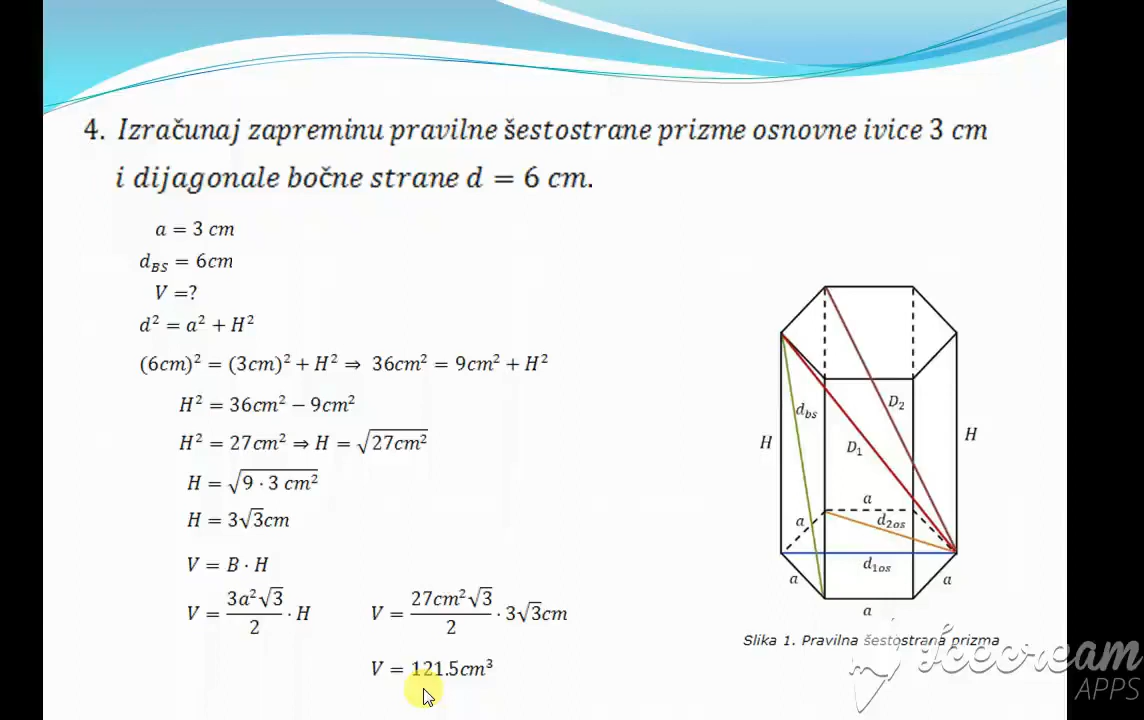 4. Izračunaj zapreminu pravilne šestostrane prizme osnovne ivice 3 cm
i dijagonale bočne strane d = 6 cm.
a = 3 cm
d_BS = 6cm
V =?
d² = a² + H²
(6cm)² = (3cm)² + H² ⇒ 36cm² = 9cm² + H²
H² = 36cm² − 9cm²
H² = 27cm² ⇒ H = √27cm²
H = √9 · 3 cm²
H = 3√3cm
V = B · H
V = 3a²√3/2 · H V = 27cm²√3/2 · 3√3cm
V = 121.5cm³
d_bs
D₂
H
D₁
H
a
a
d_2os
d_1os
a
a
a
Slika 1. Pravilna šestostrana prizma
Icecream
APPS